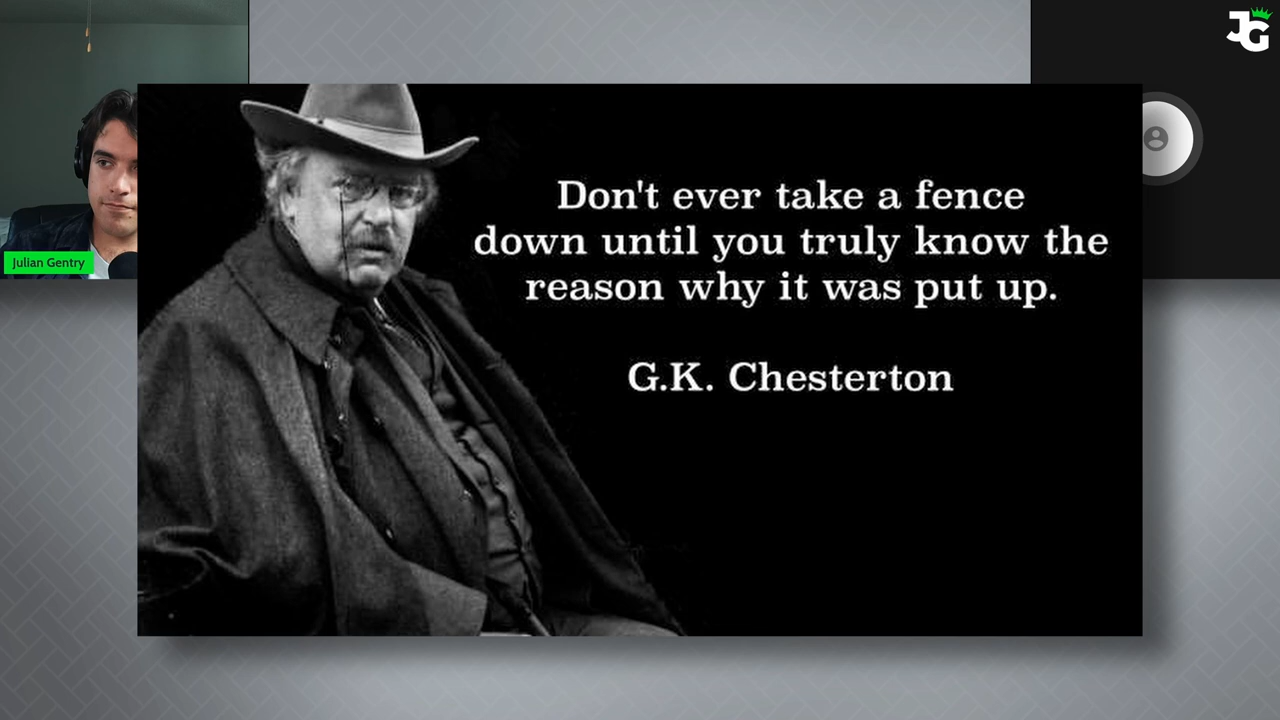 JG
Julian Gentry
Don't ever take a fence
down until you truly know the
reason why it was put up.
G.K. Chesterton